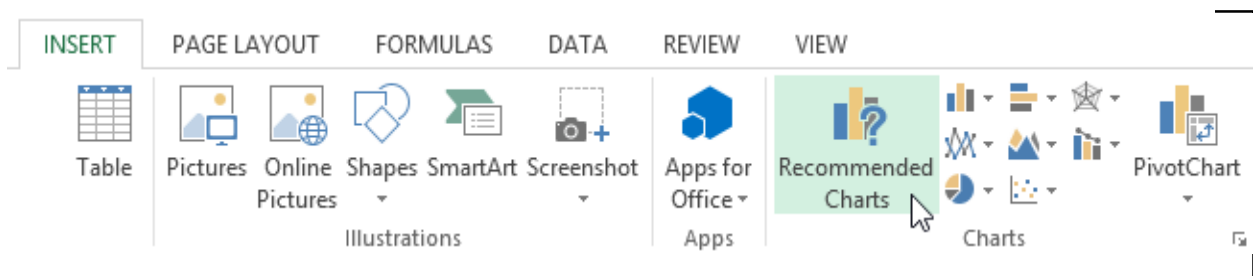 INSERT PAGE LAYOUT FORMULAS DATA REVIEW VIEW
Table Pictures Online Shapes SmartArt Screenshot Apps for Recommended PivotChart
Pictures Office Charts
Illustrations Apps Charts